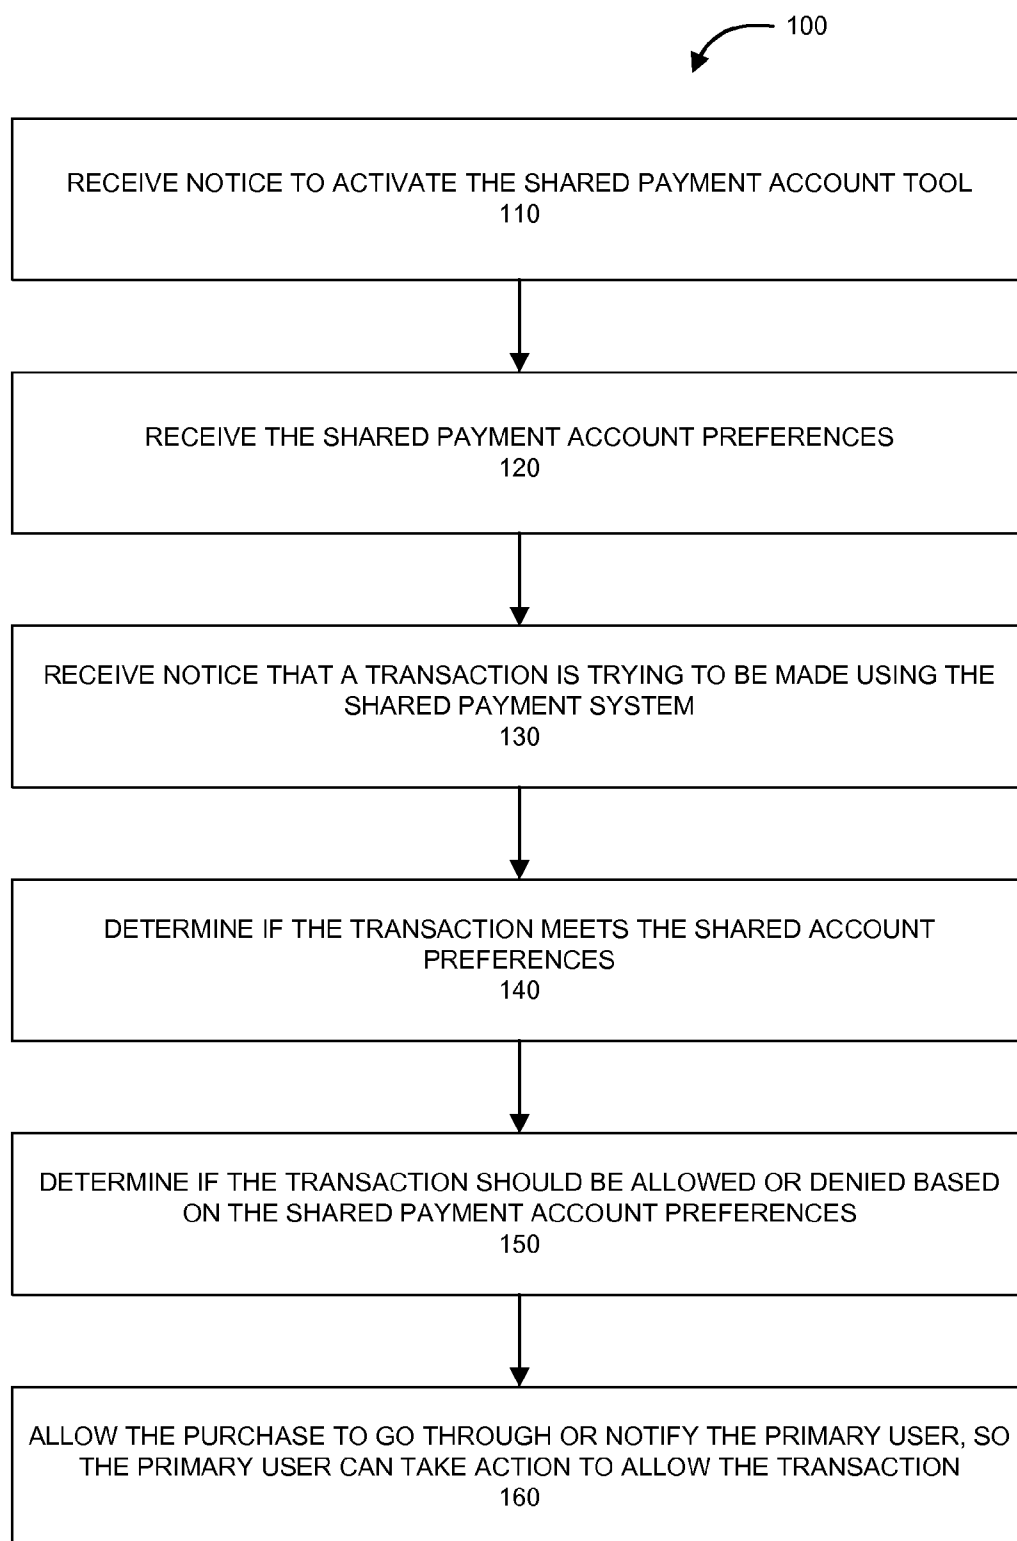 100
RECEIVE NOTICE TO ACTIVATE THE SHARED PAYMENT ACCOUNT TOOL
110
RECEIVE THE SHARED PAYMENT ACCOUNT PREFERENCES
120
RECEIVE NOTICE THAT A TRANSACTION IS TRYING TO BE MADE USING THE
SHARED PAYMENT SYSTEM
130
DETERMINE IF THE TRANSACTION MEETS THE SHARED ACCOUNT
PREFERENCES
140
DETERMINE IF THE TRANSACTION SHOULD BE ALLOWED OR DENIED BASED
ON THE SHARED PAYMENT ACCOUNT PREFERENCES
150
ALLOW THE PURCHASE TO GO THROUGH OR NOTIFY THE PRIMARY USER, SO
THE PRIMARY USER CAN TAKE ACTION TO ALLOW THE TRANSACTION
160